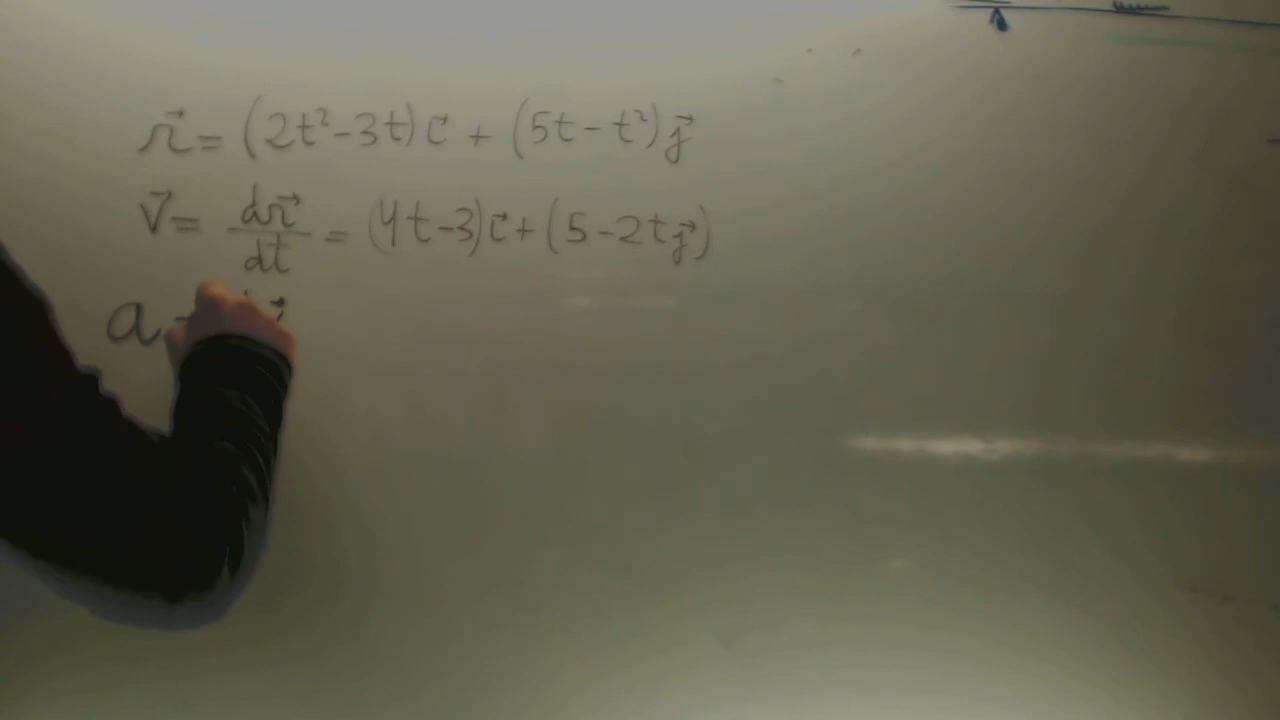 r⃗ = (2t² - 3t) i⃗ + (5t - t²) j⃗
v⃗ = dr⃗/dt = (4t - 3) i⃗ + (5 - 2t j⃗)
a